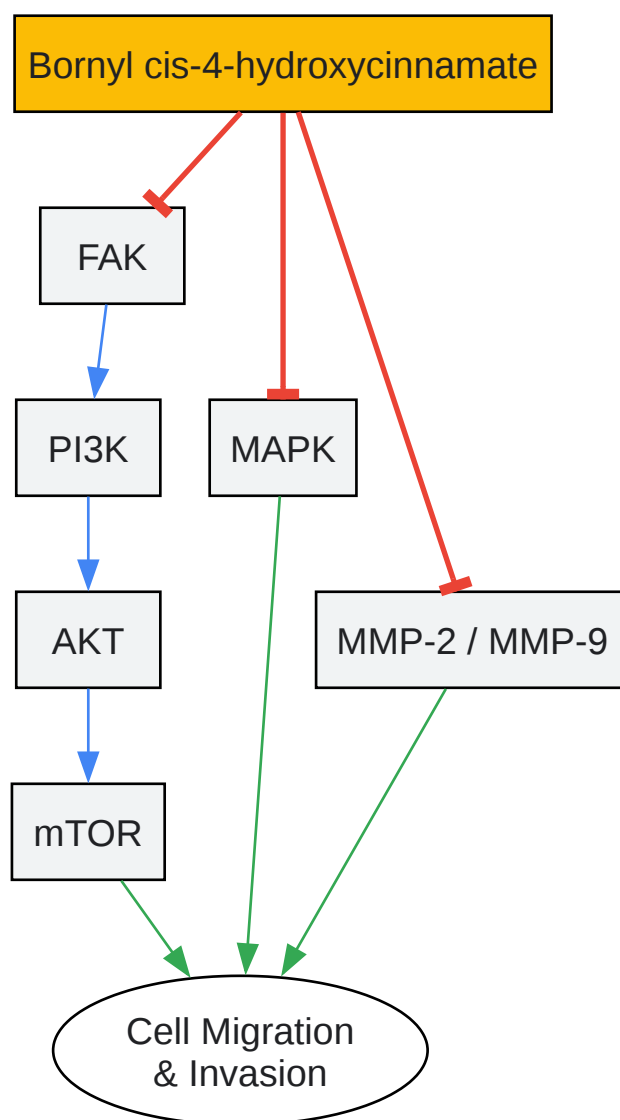 Bornyl cis-4-hydroxycinnamate
FAK
PI3K
MAPK
AKT
MMP-2 / MMP-9
mTOR
Cell Migration
& Invasion